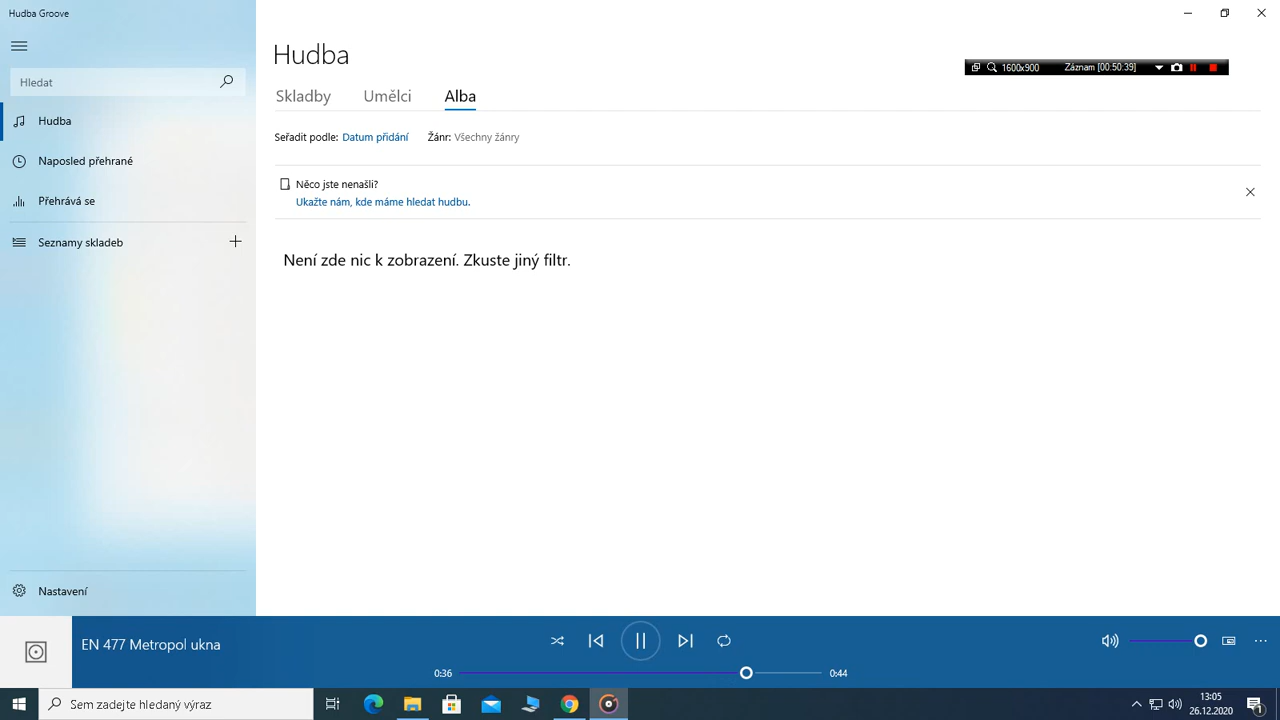 Hudba Groove
Hledat
Hudba
Naposled přehrané
Přehrává se
Seznamy skladeb
Nastavení
Hudba
1600x900 Záznam [00:50:39]
Skladby Umělci Alba
Seřadit podle: Datum přidání Žánr: Všechny žánry
Něco jste nenašli?
Ukažte nám, kde máme hledat hudbu.
Není zde nic k zobrazení. Zkuste jiný filtr.
EN 477 Metropol ukna
0:36 0:44
Sem zadejte hledaný výraz
13:05
26.12.2020
1